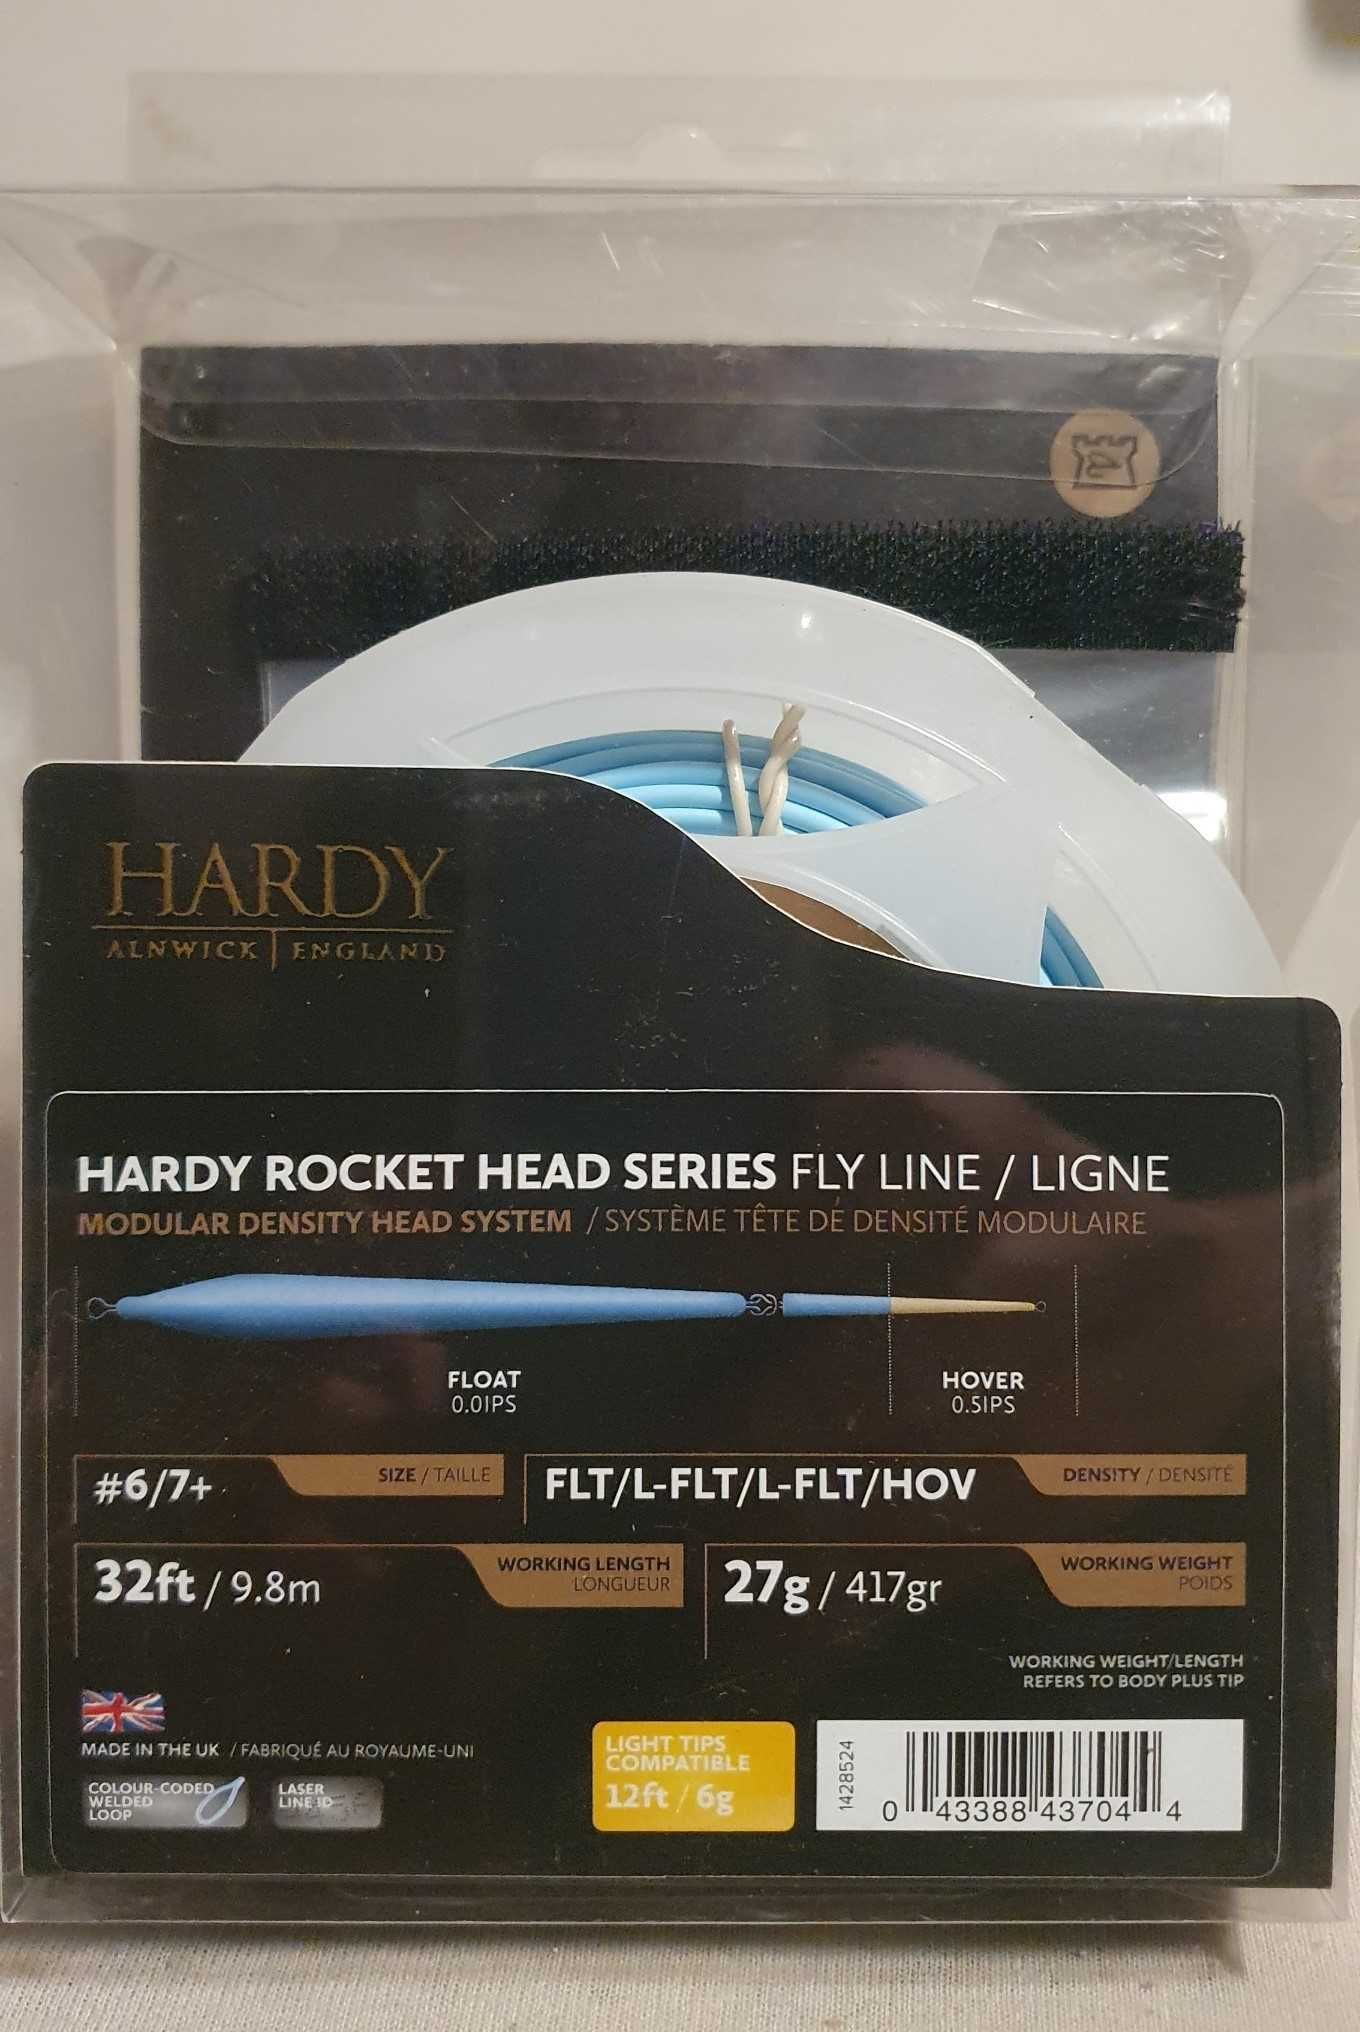 HARDY
ALNWICK | ENGLAND
HARDY ROCKET HEAD SERIES FLY LINE / LIGNE
MODULAR DENSITY HEAD SYSTEM / SYSTÈME TÊTE DE DENSITÉ MODULAIRE
FLOAT
0.0IPS
HOVER
0.5IPS
#6/7+
SIZE / TAILLE
FLT/L-FLT/L-FLT/HOV
DENSITY / DENSITÉ
32ft / 9.8m
WORKING LENGTH
LONGUEUR
27g / 417gr
WORKING WEIGHT
POIDS
WORKING WEIGHT/LENGTH
REFERS TO BODY PLUS TIP
MADE IN THE UK / FABRIQUÉ AU ROYAUME-UNI
COLOUR-CODED
WELDED
LOOP
LASER
LINE ID
LIGHT TIPS
COMPATIBLE
12ft / 6g
1428524
0 43388 43704 4